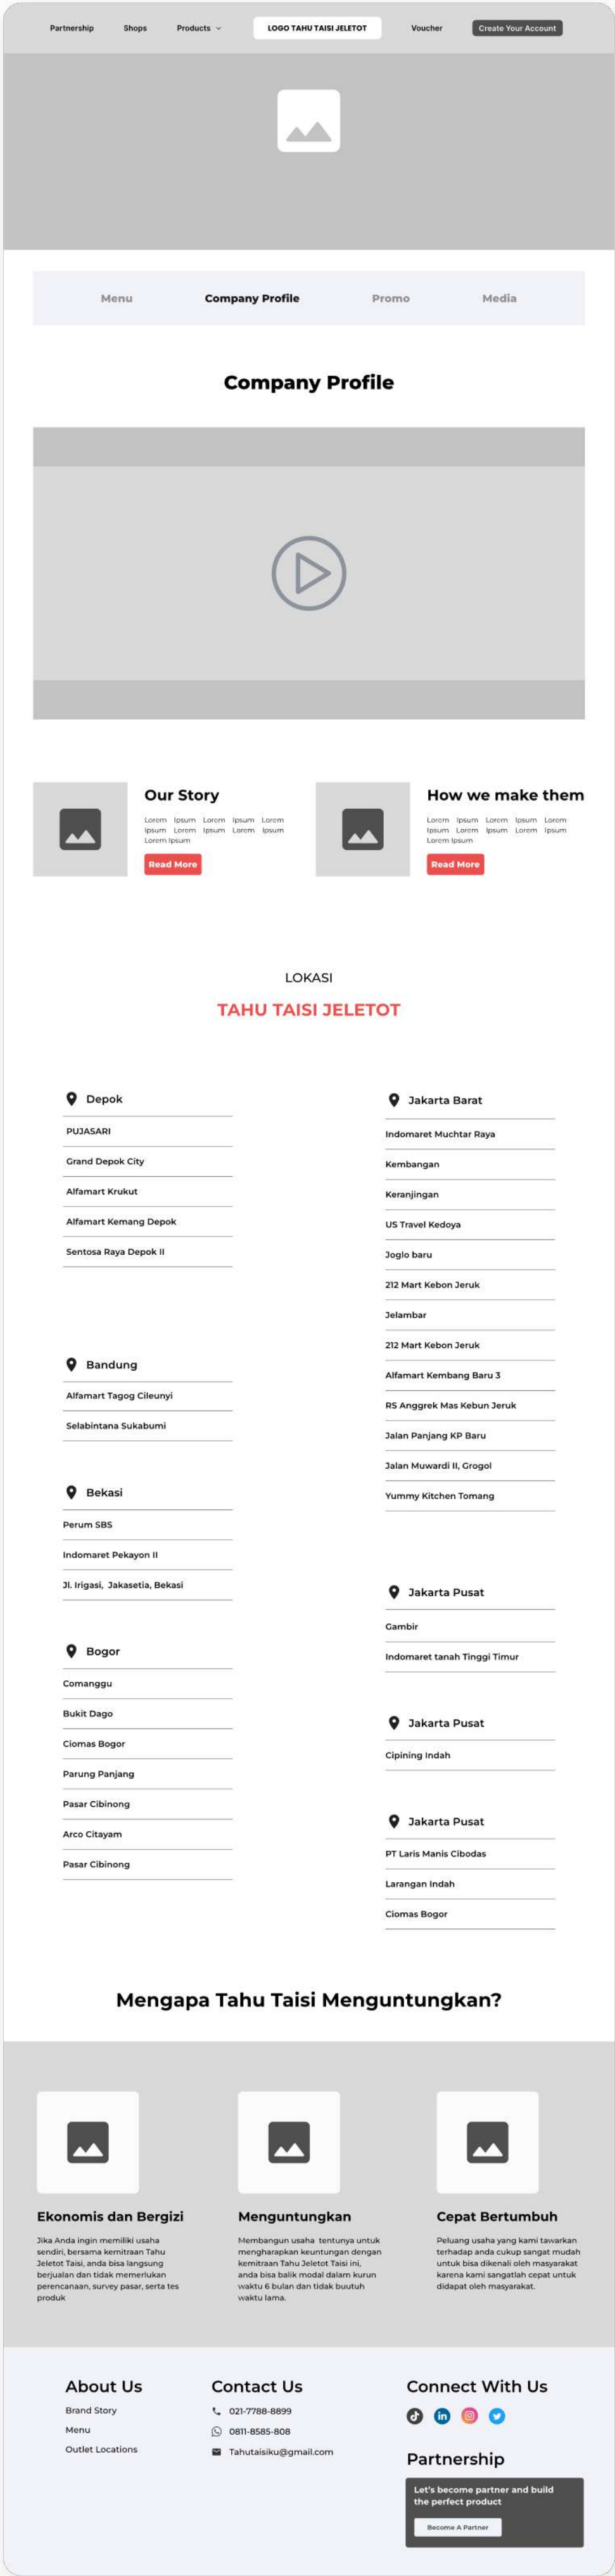 Partnership
Shops
Products
LOGO TAHU TAISI JELETOT
Voucher
Create Your Account
Menu
Company Profile
Promo
Media
Company Profile
Our Story
Lorem Ipsum Lorem Ipsum Lorem
Ipsum Lorem Ipsum Lorem Ipsum
Lorem Ipsum
Read More
How we make them
Lorem Ipsum Lorem Ipsum Lorem
Ipsum Lorem Ipsum Lorem Ipsum
Lorem Ipsum
Read More
LOKASI
TAHU TAISI JELETOT
Depok
PUJASARI
Grand Depok City
Alfamart Krukut
Alfamart Kemang Depok
Sentosa Raya Depok II
Bandung
Alfamart Tagog Cileunyi
Selabintana Sukabumi
Bekasi
Perum SBS
Indomaret Pekayon II
Jl. Irigasi, Jakasetia, Bekasi
Bogor
Comanggu
Bukit Dago
Ciomas Bogor
Parung Panjang
Pasar Cibinong
Arco Citayam
Pasar Cibinong
Jakarta Barat
Indomaret Muchtar Raya
Kembangan
Keranjingan
US Travel Kedoya
Joglo baru
212 Mart Kebon Jeruk
Jelambar
212 Mart Kebon Jeruk
Alfamart Kembang Baru 3
RS Anggrek Mas Kebun Jeruk
Jalan Panjang KP Baru
Jalan Muwardi II, Grogol
Yummy Kitchen Tomang
Jakarta Pusat
Gambir
Indomaret tanah Tinggi Timur
Jakarta Pusat
Cipining Indah
Jakarta Pusat
PT Laris Manis Cibodas
Larangan Indah
Ciomas Bogor
Mengapa Tahu Taisi Menguntungkan?
Ekonomis dan Bergizi
Jika Anda ingin memiliki usaha
sendiri, bersama kemitraan Tahu
Jeletot Taisi, anda bisa langsung
berjualan dan tidak memerlukan
perencanaan, survey pasar, serta tes
produk
Menguntungkan
Membangun usaha tentunya untuk
mengharapkan keuntungan dengan
kemitraan Tahu Jeletot Taisi ini,
anda bisa balik modal dalam kurun
waktu 6 bulan dan tidak buutuh
waktu lama.
Cepat Bertumbuh
Peluang usaha yang kami tawarkan
terhadap anda cukup sangat mudah
untuk bisa dikenali oleh masyarakat
karena kami sangatlah cepat untuk
didapat oleh masyarakat.
About Us
Brand Story
Menu
Outlet Locations
Contact Us
021-7788-8899
0811-8585-808
Tahutaisiku@gmail.com
Connect With Us
in
Partnership
Let's become partner and build
the perfect product
Become A Partner